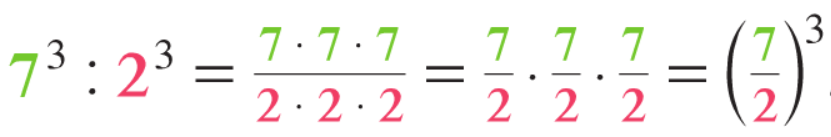 7³ : 2³ = (7 · 7 · 7)/(2 · 2 · 2) = 7/2 · 7/2 · 7/2 = (7/2)³.